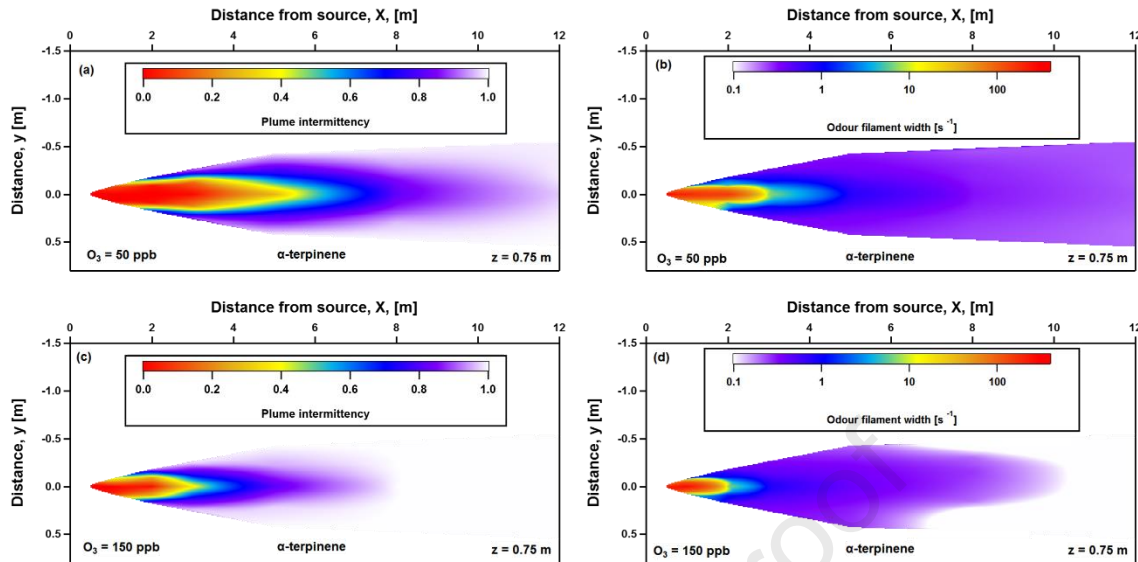 Distance from source, X, [m]
0 2 4 6 8 10 12
-1.5
-1.0
-0.5
0.0
0.5
Distance, y [m]
(a)
0.0 0.2 0.4 0.6 0.8 1.0
Plume intermittency
O₃ = 50 ppb
α-terpinene
z = 0.75 m
Distance from source, X, [m]
0 2 4 6 8 10 12
-1.5
-1.0
-0.5
0.0
0.5
Distance, y [m]
(b)
0.1 1 10 100
Odour filament width [s⁻¹]
O₃ = 50 ppb
α-terpinene
z = 0.75 m
Distance from source, X, [m]
0 2 4 6 8 10 12
-1.5
-1.0
-0.5
0.0
0.5
Distance, y [m]
(c)
0.0 0.2 0.4 0.6 0.8 1.0
Plume intermittency
O₃ = 150 ppb
α-terpinene
z = 0.75 m
Distance from source, X, [m]
0 2 4 6 8 10 12
-1.5
-1.0
-0.5
0.0
0.5
Distance, y [m]
(d)
0.1 1 10 100
Odour filament width [s⁻¹]
O₃ = 150 ppb
α-terpinene
z = 0.75 m